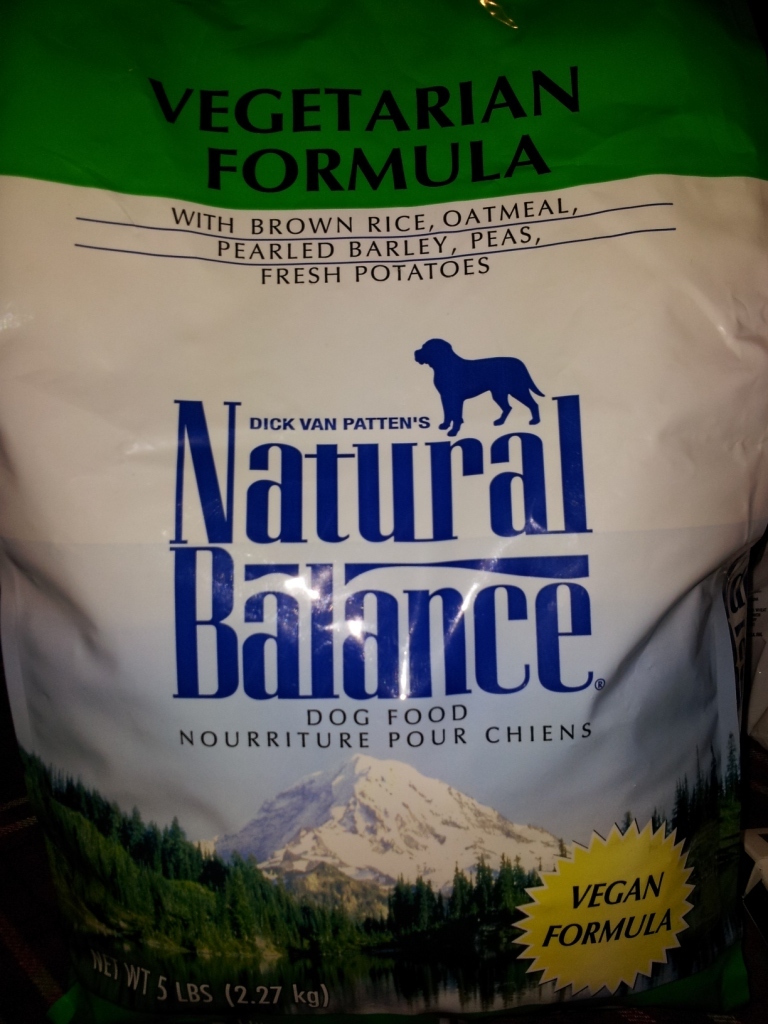 VEGETARIAN
FORMULA
WITH BROWN RICE, OATMEAL,
PEARLED BARLEY, PEAS,
FRESH POTATOES
DICK VAN PATTEN'S
Natural
Balance®
DOG FOOD
NOURRITURE POUR CHIENS
VEGAN
FORMULA
NET WT 5 LBS (2.27 kg)